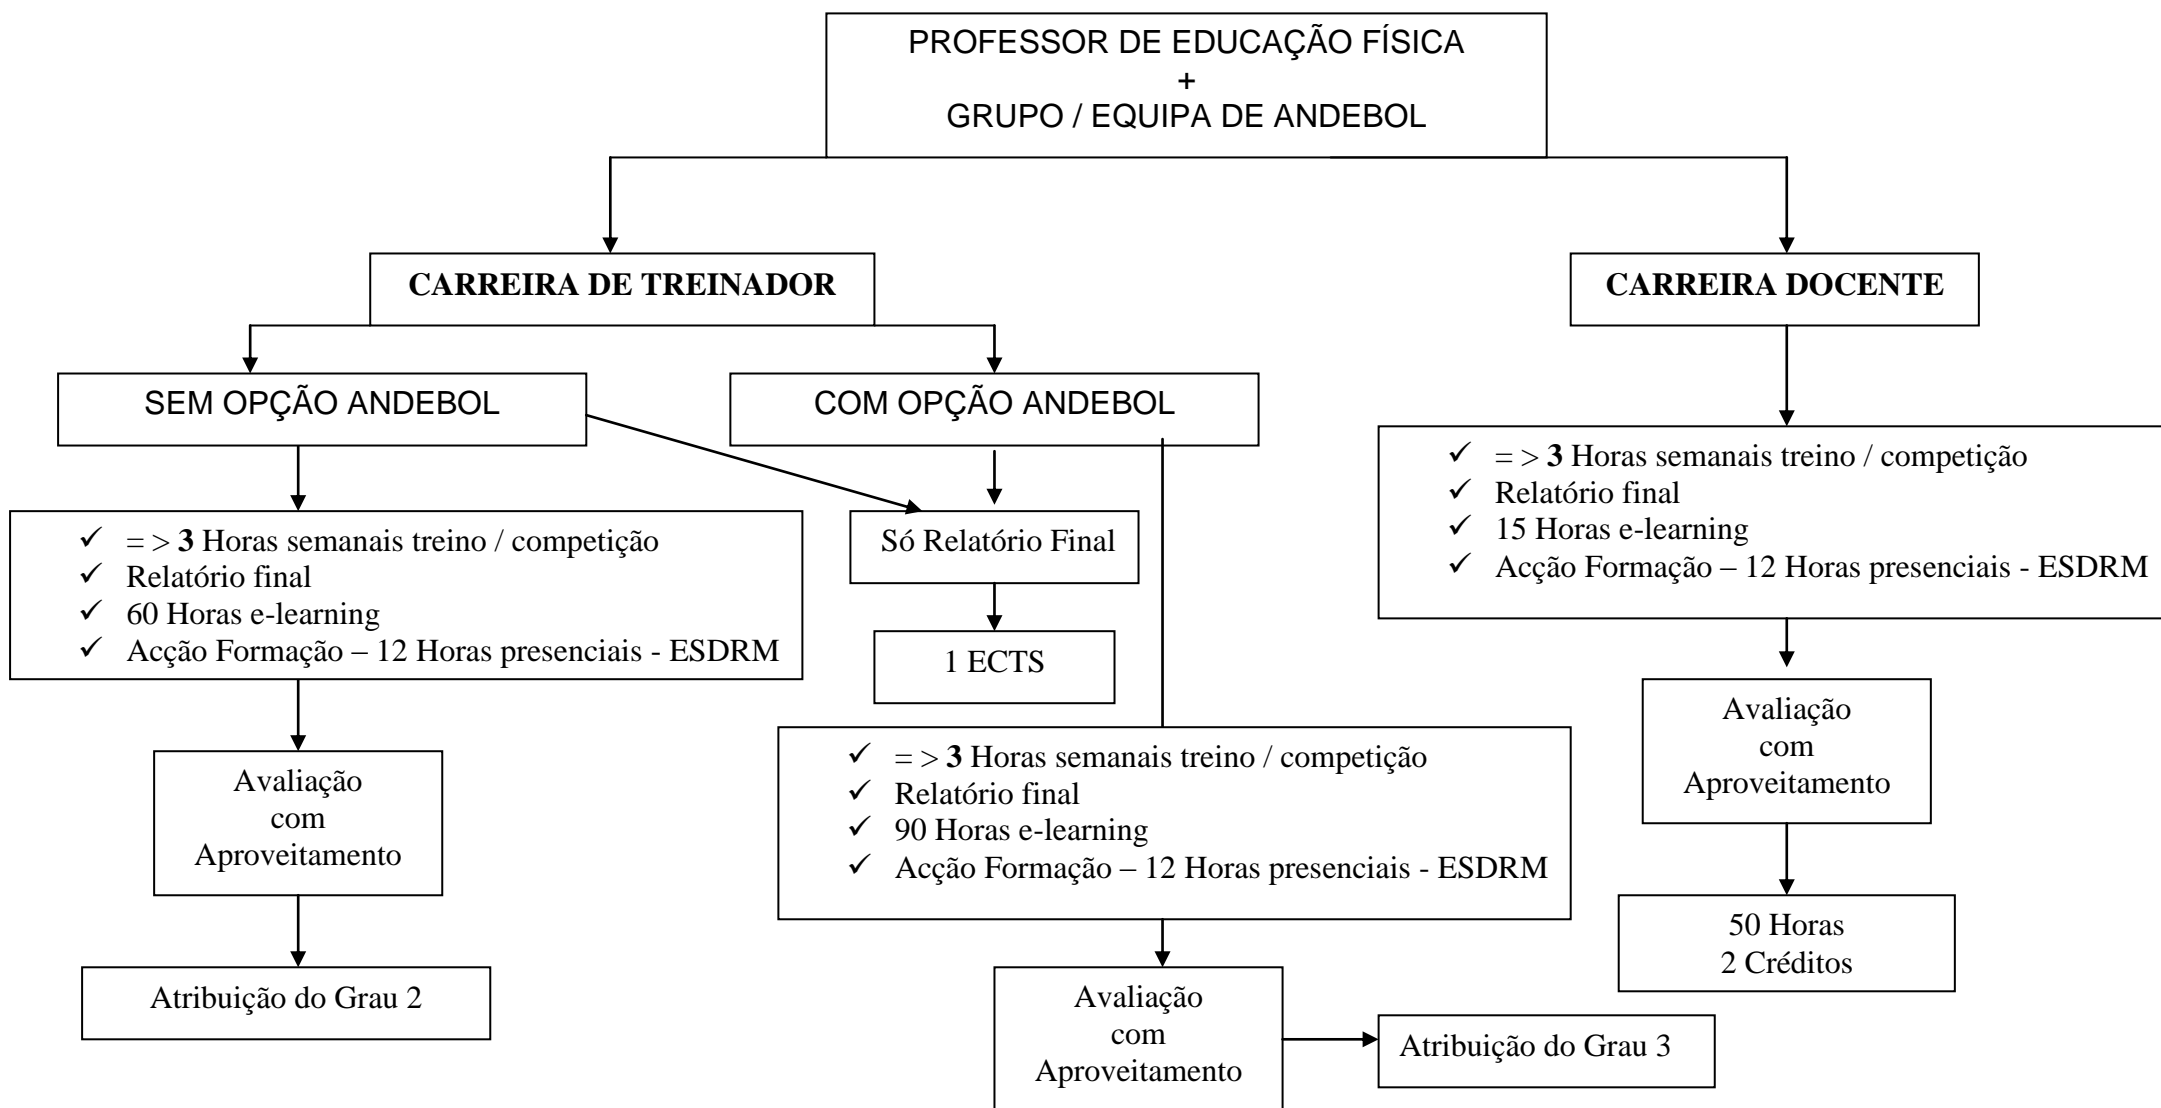 PROFESSOR DE EDUCAÇÃO FÍSICA
+
GRUPO / EQUIPA DE ANDEBOL
CARREIRA DE TREINADOR
CARREIRA DOCENTE
SEM OPÇÃO ANDEBOL
COM OPÇÃO ANDEBOL
✓ = > 3 Horas semanais treino / competição
✓ Relatório final
✓ 15 Horas e-learning
✓ Acção Formação – 12 Horas presenciais - ESDRM
✓ = > 3 Horas semanais treino / competição
✓ Relatório final
✓ 60 Horas e-learning
✓ Acção Formação – 12 Horas presenciais - ESDRM
Só Relatório Final
1 ECTS
Avaliação
com
Aproveitamento
✓ = > 3 Horas semanais treino / competição
✓ Relatório final
✓ 90 Horas e-learning
✓ Acção Formação – 12 Horas presenciais - ESDRM
Avaliação
com
Aproveitamento
50 Horas
2 Créditos
Atribuição do Grau 2
Avaliação
com
Aproveitamento
Atribuição do Grau 3